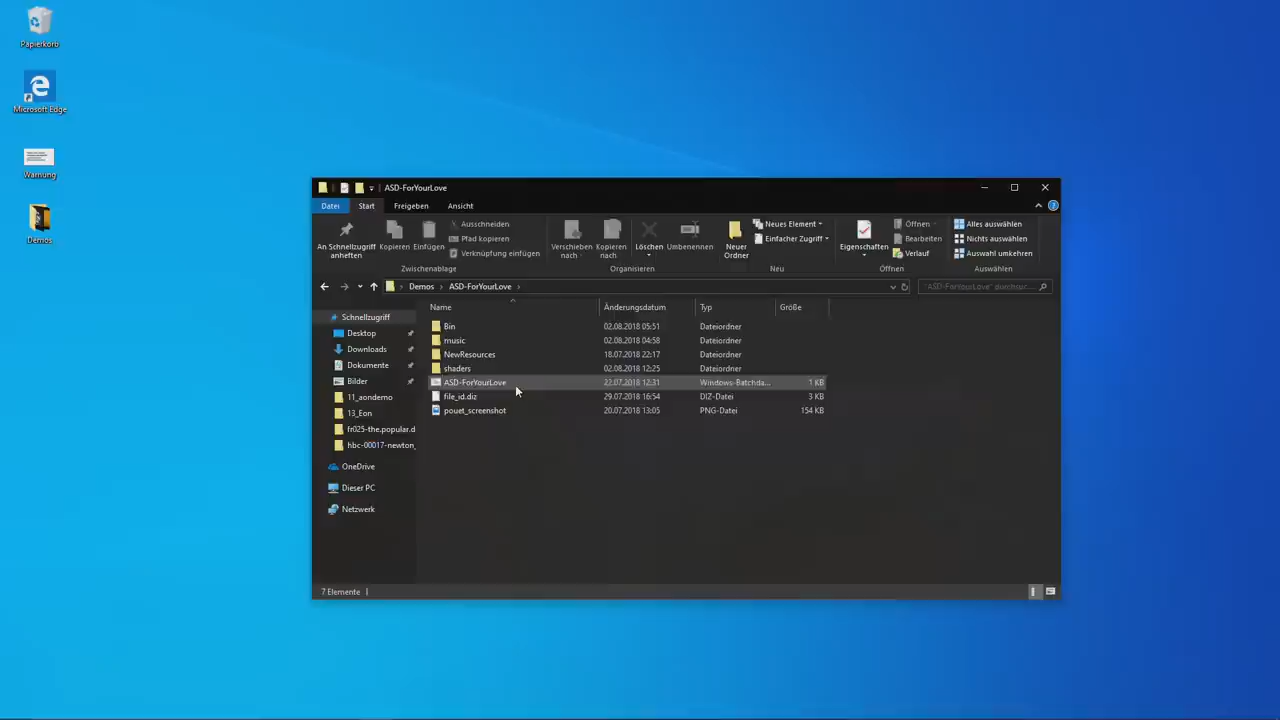 Papierkorb
Microsoft Edge
Warnung
Demos
ASD-ForYourLove
Datei Start Freigeben Ansicht
An Schnellzugriff anheften
Kopieren
Einfügen
Ausschneiden
Pfad kopieren
Verknüpfung einfügen
Zwischenablage
Verschieben nach
Kopieren nach
Löschen
Umbenennen
Organisieren
Neuer Ordner
Neues Element
Einfacher Zugriff
Neu
Eigenschaften
Öffnen
Bearbeiten
Verlauf
Öffnen
Alles auswählen
Nichts auswählen
Auswahl umkehren
Auswählen
Demos ASD-ForYourLove
"ASD-ForYourLove" durchsuc...
Schnellzugriff
Desktop
Downloads
Dokumente
Bilder
11_aondemo
13_Eon
fr025-the.popular.d
hbc-00017-newton_
OneDrive
Dieser PC
Netzwerk
Name Änderungsdatum Typ Größe
Bin 02.08.2018 05:51 Dateiordner
music 02.08.2018 04:58 Dateiordner
NewResources 18.07.2018 22:17 Dateiordner
shaders 02.08.2018 12:25 Dateiordner
ASD-ForYourLove 22.07.2018 12:31 Windows-Batchda... 1 KB
file_id.diz 29.07.2018 16:54 DIZ-Datei 3 KB
pouet_screenshot 20.07.2018 13:05 PNG-Datei 154 KB
7 Elemente